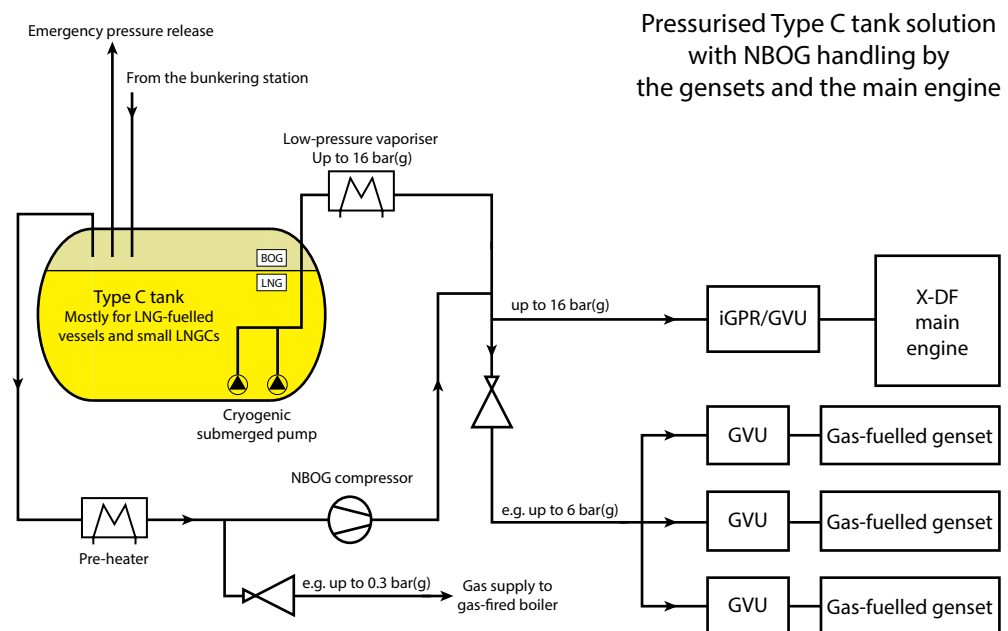 Pressurised Type C tank solution
with NBOG handling by
the gensets and the main engine
Emergency pressure release
From the bunkering station
Low-pressure vaporiser
Up to 16 bar(g)
BOG
LNG
Type C tank
Mostly for LNG-fuelled
vessels and small LNGCs
Cryogenic
submerged pump
up to 16 bar(g)
iGPR/GVU
X-DF
main
engine
GVU
Gas-fuelled genset
NBOG compressor
e.g. up to 6 bar(g)
GVU
Gas-fuelled genset
Pre-heater
e.g. up to 0.3 bar(g)
Gas supply to
gas-fired boiler
GVU
Gas-fuelled genset